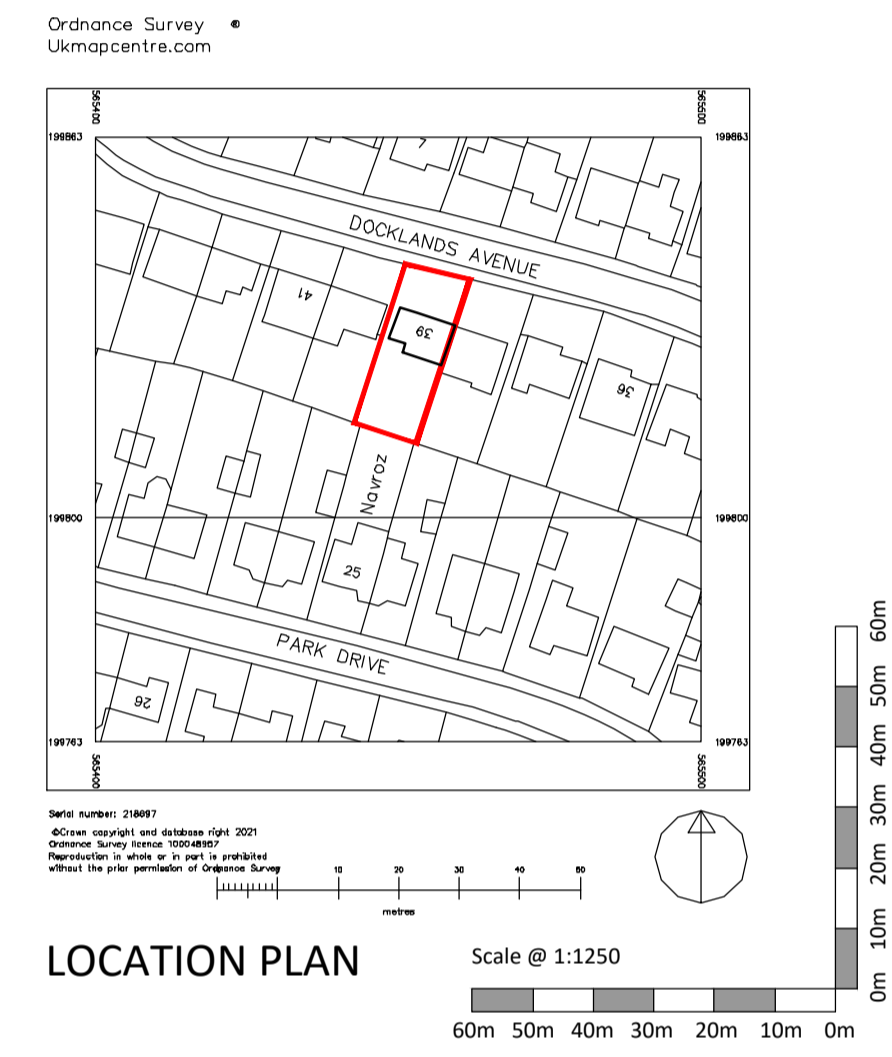 Ordnance Survey ®
Ukmapcentre.com
565400
565500
199863
199863
7
DOCKLANDS AVENUE
41
39
36
Navroz
199800
199800
25
PARK DRIVE
26
199763
199763
565400
565500
Serial number: 218697
©Crown copyright and database right 2021
Ordnance Survey licence 100048957
Reproduction in whole or in part is prohibited
without the prior permission of Ordnance Survey
0 10 20 30 40 50
metres
LOCATION PLAN
Scale @ 1:1250
60m 50m 40m 30m 20m 10m 0m
60m
50m
40m
30m
20m
10m
0m